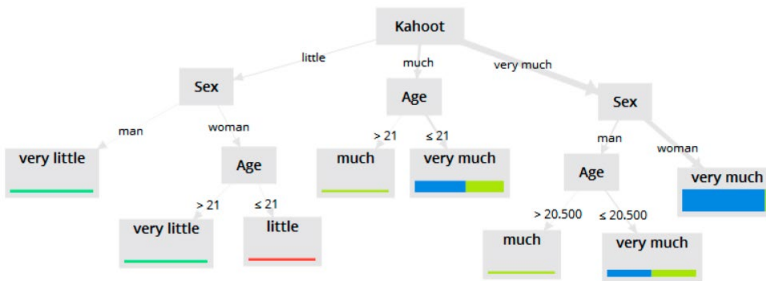 Kahoot
little
much
very much
Sex
Age
Sex
man
woman
> 21
≤ 21
man
woman
very little
Age
much
very much
Age
very much
> 21
≤ 21
> 20.500
≤ 20.500
very little
little
much
very much